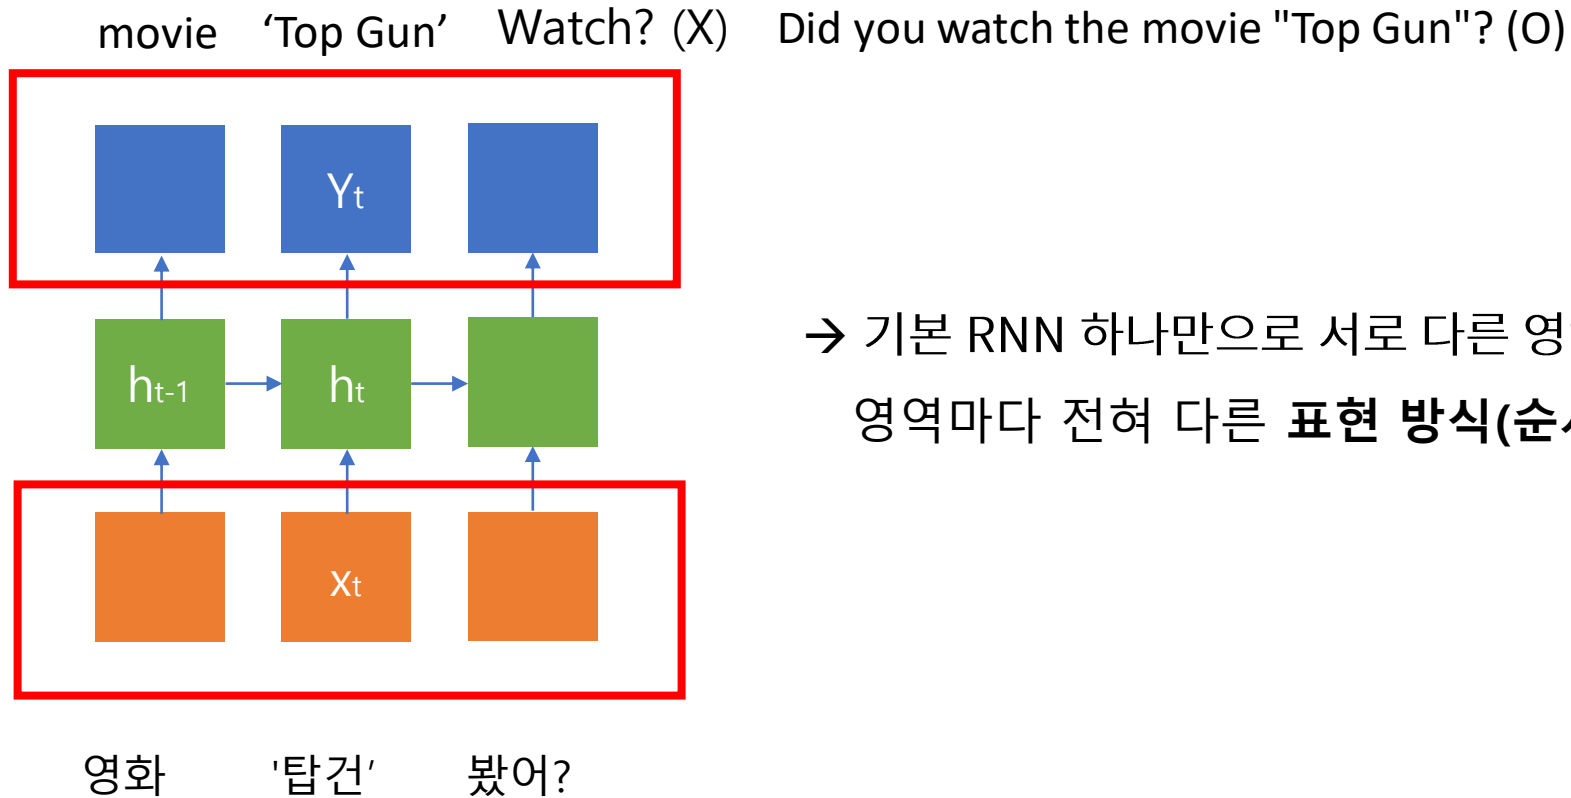 movie ‘Top Gun’ Watch? (X) Did you watch the movie "Top Gun"? (O)
Yt
→ 기본 RNN 하나만으로 서로 다른
ht-1 ht
영역마다 전혀 다른 표현 방식(
xt
영화 '탑건’ 봤어?